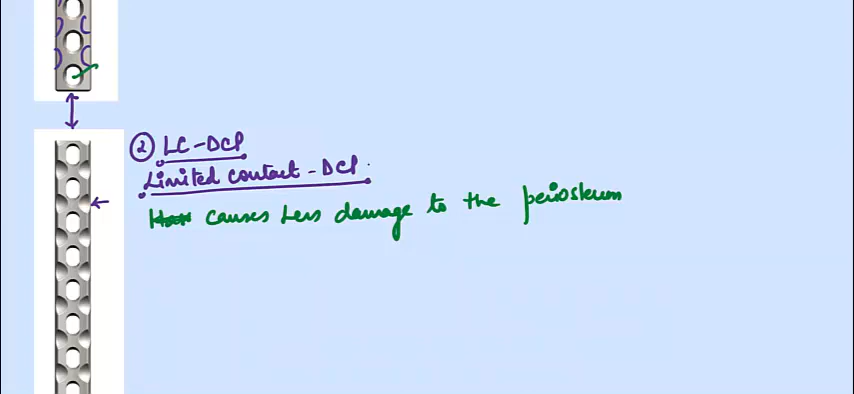 ② LC-DCP
Limited contact - DCP.
causes Less damage to the periosteum